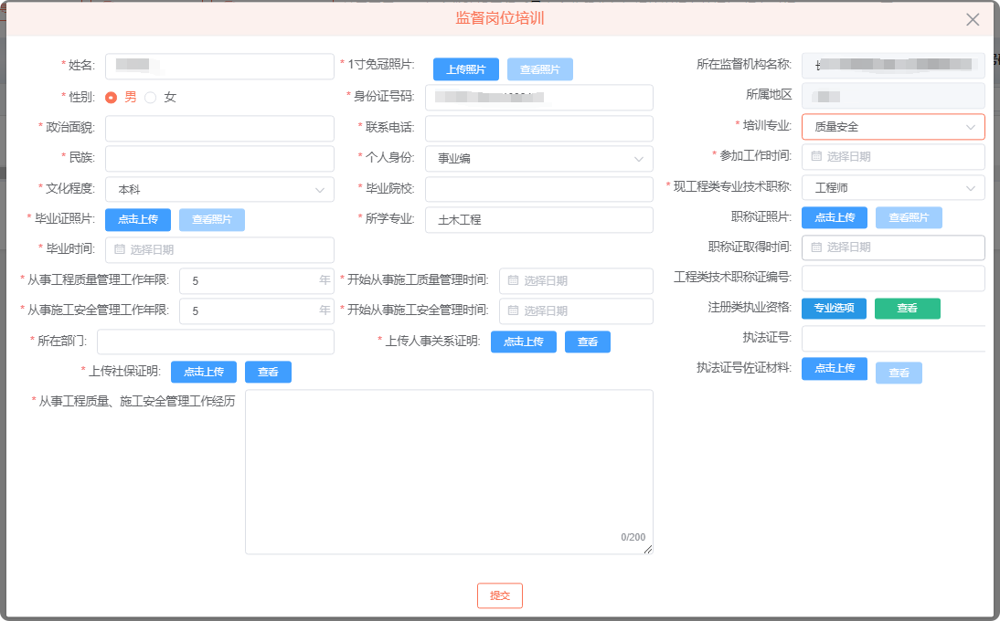 监督岗位培训
* 姓名:
* 1寸免冠照片: 上传照片 查看照片
所在监督机构名称:
* 性别: 男 女
* 身份证号码:
所属地区
* 政治面貌:
* 联系电话:
* 培训专业: 质量安全
* 民族:
* 个人身份: 事业编
* 参加工作时间: 选择日期
* 文化程度: 本科
* 毕业院校:
* 现工程类专业技术职称: 工程师
* 毕业证照片: 点击上传 查看照片
* 所学专业: 土木工程
职称证照片: 点击上传 查看照片
* 毕业时间: 选择日期
职称证取得时间: 选择日期
* 从事工程质量管理工作年限: 5 年
* 开始从事施工质量管理时间: 选择日期
工程类技术职称证编号:
* 从事施工安全管理工作年限: 5 年
* 开始从事施工安全管理时间: 选择日期
注册类执业资格: 专业选项 查看
* 所在部门:
* 上传人事关系证明: 点击上传 查看
执法证号:
* 上传社保证明: 点击上传 查看
执法证号佐证材料: 点击上传 查看
* 从事工程质量、施工安全管理工作经历
0/200
提交